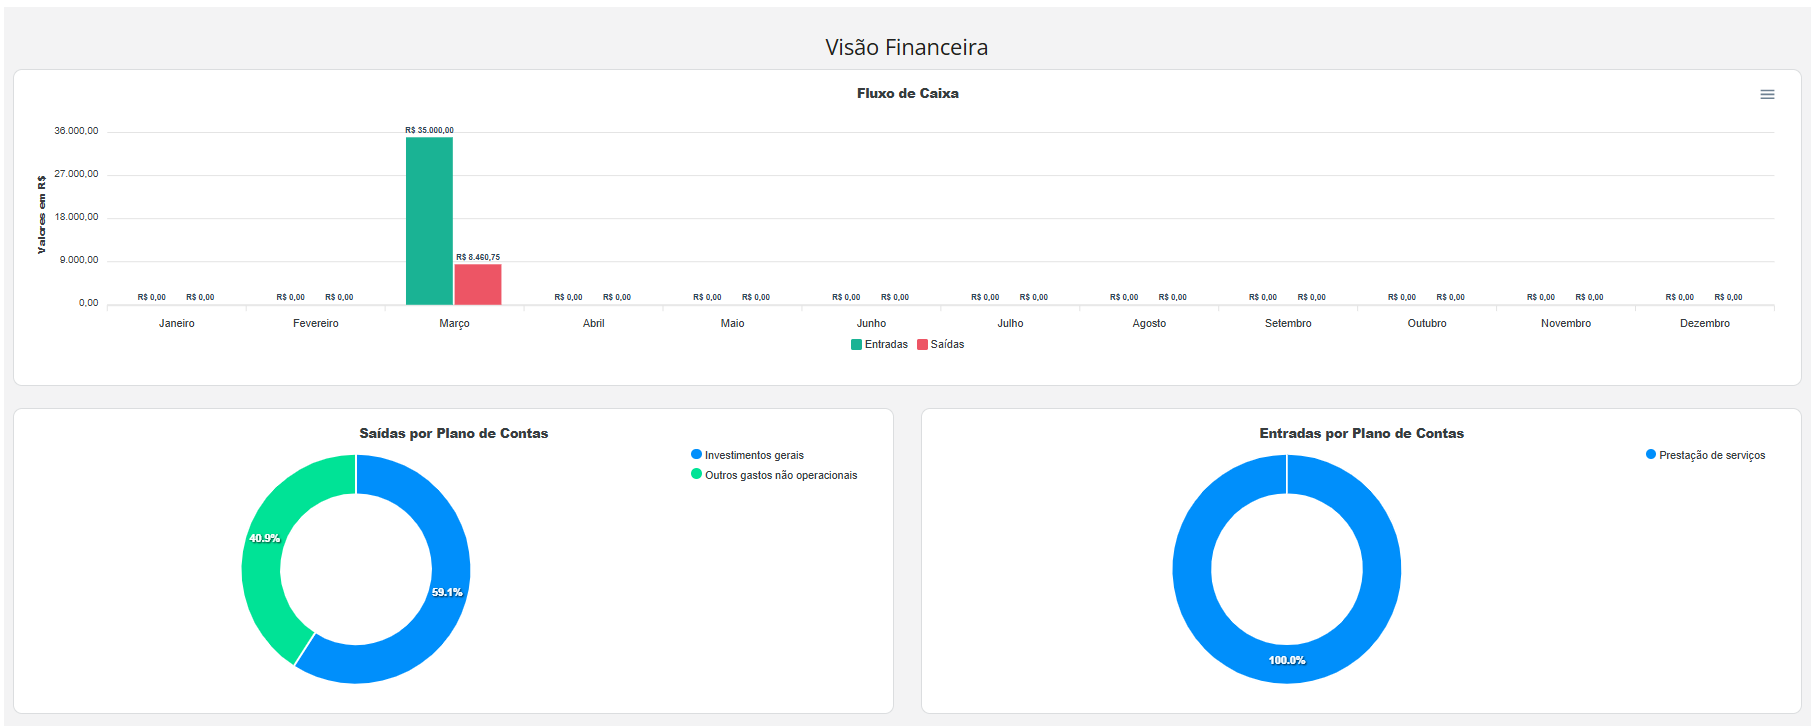 Visão Financeira
Fluxo de Caixa
Valores em R$
36.000,00
27.000,00
18.000,00
9.000,00
0,00
R$ 0,00 R$ 0,00 R$ 0,00 R$ 0,00 R$ 35.000,00 R$ 8.460,75 R$ 0,00 R$ 0,00 R$ 0,00 R$ 0,00 R$ 0,00 R$ 0,00 R$ 0,00 R$ 0,00 R$ 0,00 R$ 0,00 R$ 0,00 R$ 0,00 R$ 0,00 R$ 0,00 R$ 0,00 R$ 0,00 R$ 0,00 R$ 0,00
Janeiro Fevereiro Março Abril Maio Junho Julho Agosto Setembro Outubro Novembro Dezembro
Entradas Saídas
Saídas por Plano de Contas
Investimentos gerais
Outros gastos não operacionais
40.9%
59.1%
Entradas por Plano de Contas
Prestação de serviços
100.0%